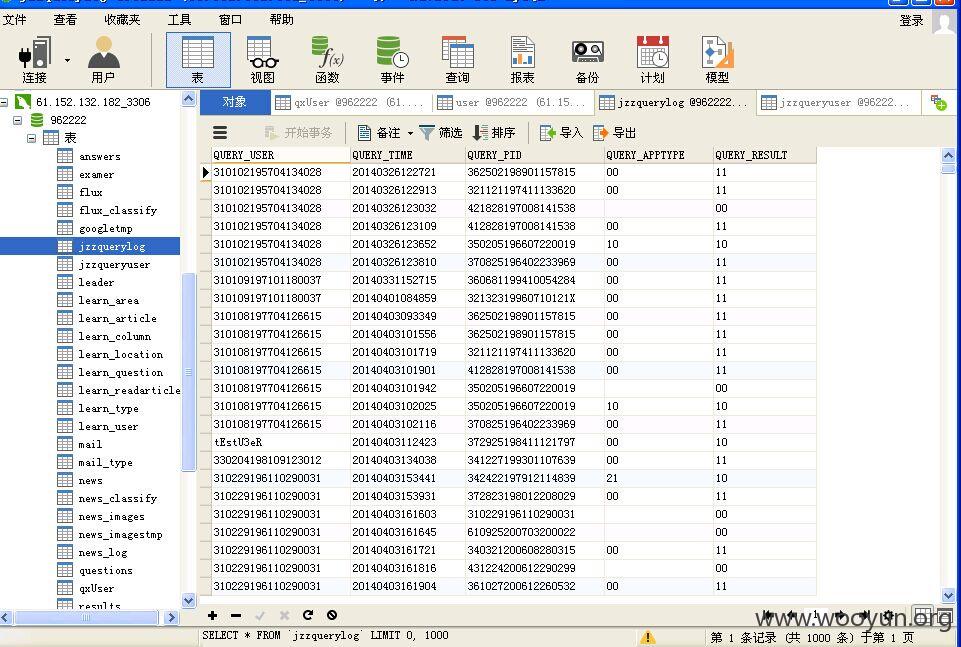 文件 查看 收藏夹 工具 窗口 帮助 登录
连接 用户 表 视图 函数 事件 查询 报表 备份 计划 模型
61.152.132.182_3306
962222
表
answers
examer
flux
flux_classify
googletmp
jzzquerylog
jzzqueryuser
leader
learn_area
learn_article
learn_column
learn_location
learn_question
learn_readarticle
learn_type
learn_user
mail
mail_type
news
news_classify
news_images
news_imagestmp
news_log
questions
qxUser
results
对象 qxUser @962222 (61.... user @962222 (61.15... jzzquerylog @962222... jzzqueryuser @96222...
开始事务 备注 筛选 排序 导入 导出
QUERY_USER QUERY_TIME QUERY_PID QUERY_APPTYPE QUERY_RESULT
310102195704134028 20140326122721 362502198901157815 00 11
310102195704134028 20140326122913 321121197411133620 00 11
310102195704134028 20140326123032 421828197008141538 00
310102195704134028 20140326123109 412828197008141538 00 11
310102195704134028 20140326123652 350205196607220019 10 10
310102195704134028 20140326123810 370825196402233969 00 11
310109197101180037 20140331152715 360681199410054284 00 11
310109197101180037 20140401084859 32132319960710121X 00 11
310108197704126615 20140403093349 362502198901157815 00 11
310108197704126615 20140403101556 362502198901157815 00 11
310108197704126615 20140403101719 321121197411133620 00 11
310108197704126615 20140403101901 412828197008141538 00 11
310108197704126615 20140403101942 350205196607220019 00
310108197704126615 20140403102025 350205196607220019 10 10
310108197704126615 20140403102116 370825196402233969 00 11
tEstU3eR 20140403112423 372925198411121797 00 10
330204198109123012 20140403134038 341227199301107639 00 11
310229196110290031 20140403153441 342422197912114839 21 10
310229196110290031 20140403153931 372823198012208029 00 11
310229196110290031 20140403161603 310229196110290031 00
310229196110290031 20140403161645 610925200703200022 00
310229196110290031 20140403161721 340321200608280315 00 11
310229196110290031 20140403161816 431224200612290299 00
310229196110290031 20140403161904 361027200612260532 00 11
SELECT * FROM `jzzquerylog` LIMIT 0, 1000
第 1 条记录 (共 1000 条) 于第 1 页
www.wooyun.org